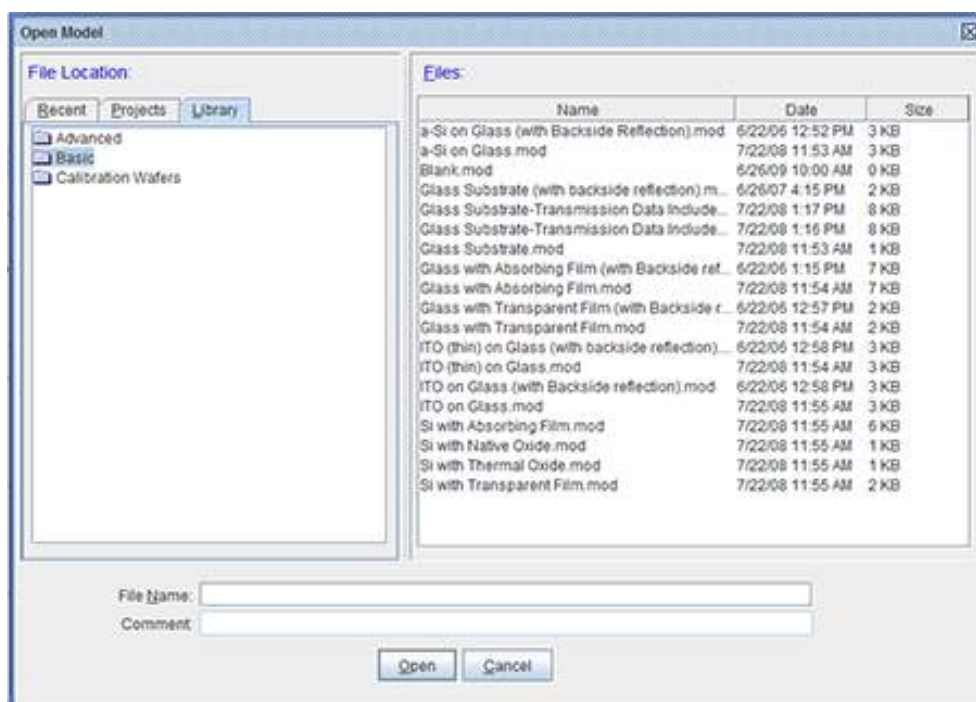 Open Model
File Location:
Recent Projects Library
Advanced
Basic
Calibration Wafers
Files:
Name Date Size
a-Si on Glass (with Backside Reflection).mod 6/22/06 12:52 PM 3 KB
a-Si on Glass.mod 7/22/08 11:53 AM 3 KB
Blank.mod 6/26/09 10:00 AM 0 KB
Glass Substrate (with backside reflection).m... 6/26/07 4:15 PM 2 KB
Glass Substrate-Transmission Data Include... 7/22/08 1:17 PM 8 KB
Glass Substrate-Transmission Data Include... 7/22/08 1:16 PM 8 KB
Glass Substrate.mod 7/22/08 11:53 AM 1 KB
Glass with Absorbing Film (with Backside ref... 6/22/06 1:15 PM 7 KB
Glass with Absorbing Film.mod 7/22/08 11:54 AM 7 KB
Glass with Transparent Film (with Backside r... 6/22/06 12:57 PM 2 KB
Glass with Transparent Film.mod 7/22/08 11:54 AM 2 KB
ITO (thin) on Glass (with backside reflection).... 6/22/06 12:58 PM 3 KB
ITO (thin) on Glass.mod 7/22/08 11:54 AM 3 KB
ITO on Glass (with Backside reflection).mod 6/22/06 12:58 PM 3 KB
ITO on Glass.mod 7/22/08 11:55 AM 3 KB
Si with Absorbing Film.mod 7/22/08 11:55 AM 6 KB
Si with Native Oxide.mod 7/22/08 11:55 AM 1 KB
Si with Thermal Oxide.mod 7/22/08 11:55 AM 1 KB
Si with Transparent Film.mod 7/22/08 11:55 AM 2 KB
File Name:
Comment:
Open Cancel